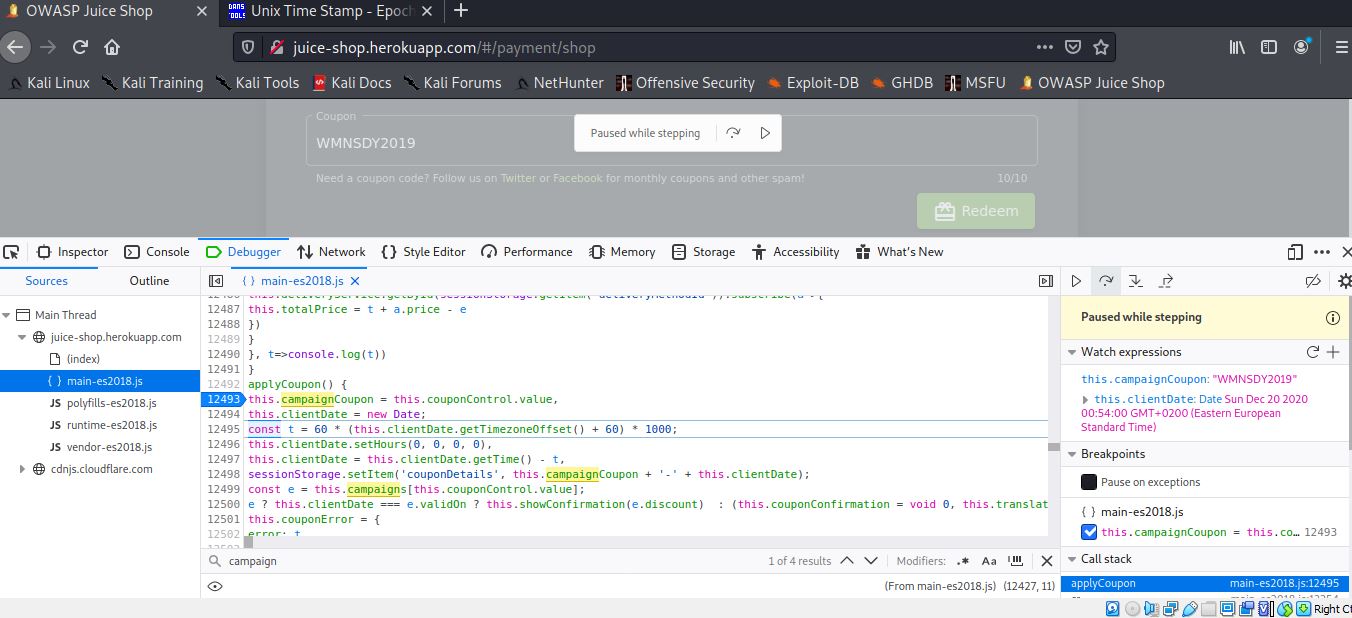 OWASP Juice Shop
Unix Time Stamp - Epoch
juice-shop.herokuapp.com/#/payment/shop
Kali Linux Kali Training Kali Tools Kali Docs Kali Forums NetHunter Offensive Security Exploit-DB GHDB MSFU OWASP Juice Shop
Coupon
WMNSDY2019
Paused while stepping
Need a coupon code? Follow us on Twitter or Facebook for monthly coupons and other spam!
10/10
Redeem
Inspector Console Debugger Network Style Editor Performance Memory Storage Accessibility What's New
Sources Outline
main-es2018.js
Main Thread
juice-shop.herokuapp.com
(index)
main-es2018.js
polyfills-es2018.js
runtime-es2018.js
vendor-es2018.js
cdnjs.cloudflare.com
12487 this.totalPrice = t + a.price - e
12488 })
12489 }
12490 }, t=>console.log(t))
12491 }
12492 applyCoupon() {
12493 this.campaignCoupon = this.couponControl.value,
12494 this.clientDate = new Date;
12495 const t = 60 * (this.clientDate.getTimezoneOffset() + 60) * 1000;
12496 this.clientDate.setHours(0, 0, 0, 0),
12497 this.clientDate = this.clientDate.getTime() - t,
12498 sessionStorage.setItem('couponDetails', this.campaignCoupon + '-' + this.clientDate);
12499 const e = this.campaigns[this.couponControl.value];
12500 e ? this.clientDate === e.validOn ? this.showConfirmation(e.discount) : (this.couponConfirmation = void 0, this.translat
12501 this.couponError = {
12502 error: t
campaign
1 of 4 results
Modifiers: .* Aa
(From main-es2018.js) (12427, 11)
Paused while stepping
Watch expressions
this.campaignCoupon: "WMNSDY2019"
this.clientDate: Date Sun Dec 20 2020
00:54:00 GMT+0200 (Eastern European
Standard Time)
Breakpoints
Pause on exceptions
{ } main-es2018.js
this.campaignCoupon = this.co… 12493
Call stack
applyCoupon main-es2018.js:12495
Right Ct